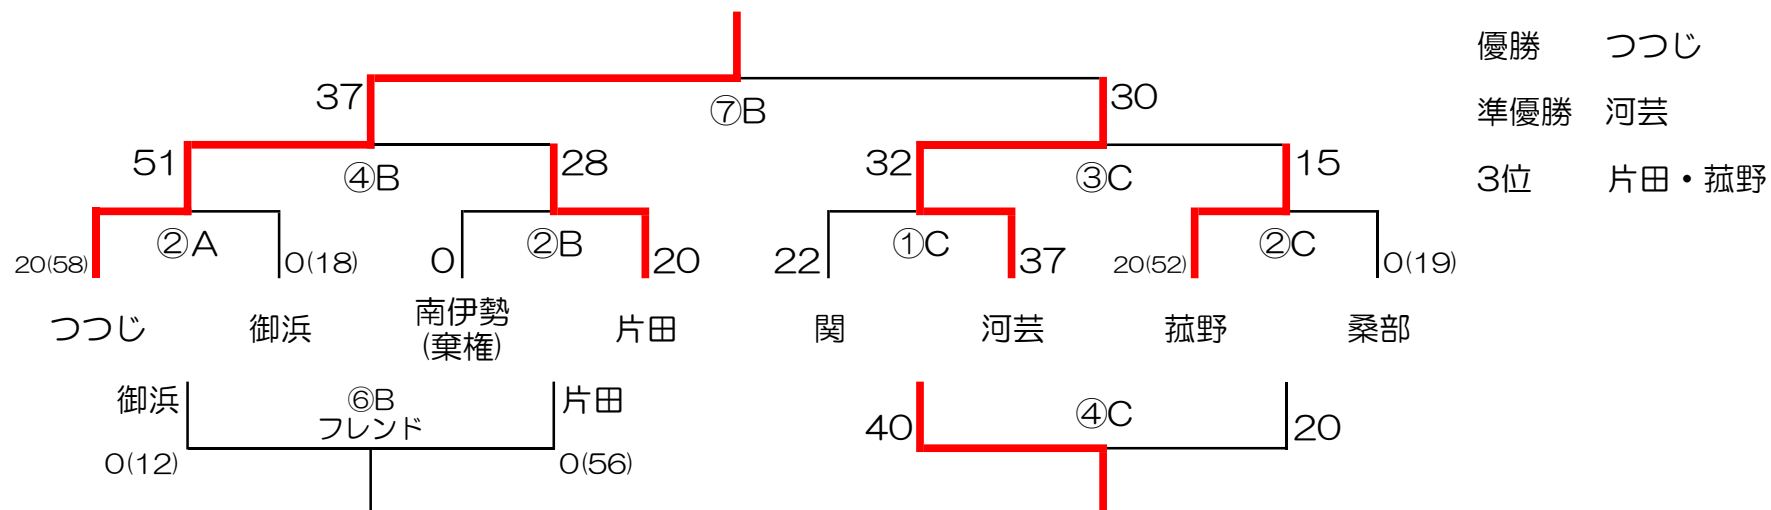 優勝 つつじ
37 ⑦B 30
準優勝 河芸
51 ④B 28 32 ③C 15
3位 片田・菰野
20(58) ②A 0(18) 0 ②B 20 22 ①C 37 20(52) ②C 0(19)
つつじ 御浜 南伊勢 片田 関 河芸 菰野 桑部
(棄権)
御浜 ⑥B 片田 40 ④C 20
フレンド
0(12) 0(56)